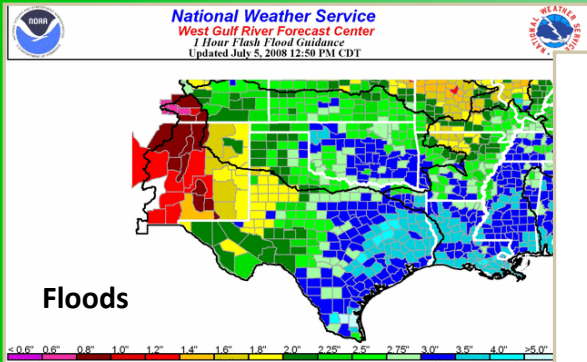 National Weather Service
West Gulf River Forecast Center
1 Hour Flash Flood Guidance
Updated July 5, 2008 12:50 PM CDT
NOAA
NATIONAL WEATHER SERVICE
Floods
< 0.6" 0.6" 0.8" 1.0" 1.2" 1.4" 1.6" 1.8" 2.0" 2.25" 2.5" 2.75" 3.0" 3.5" 4.0" >5.0"